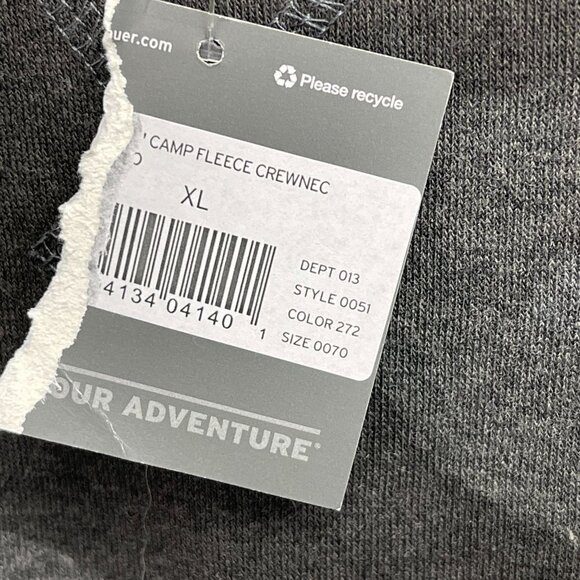 uer.com
Please recycle
' CAMP FLEECE CREWNEC
XL
4134 04140 1
DEPT 013
STYLE 0051
COLOR 272
SIZE 0070
OUR ADVENTURE®